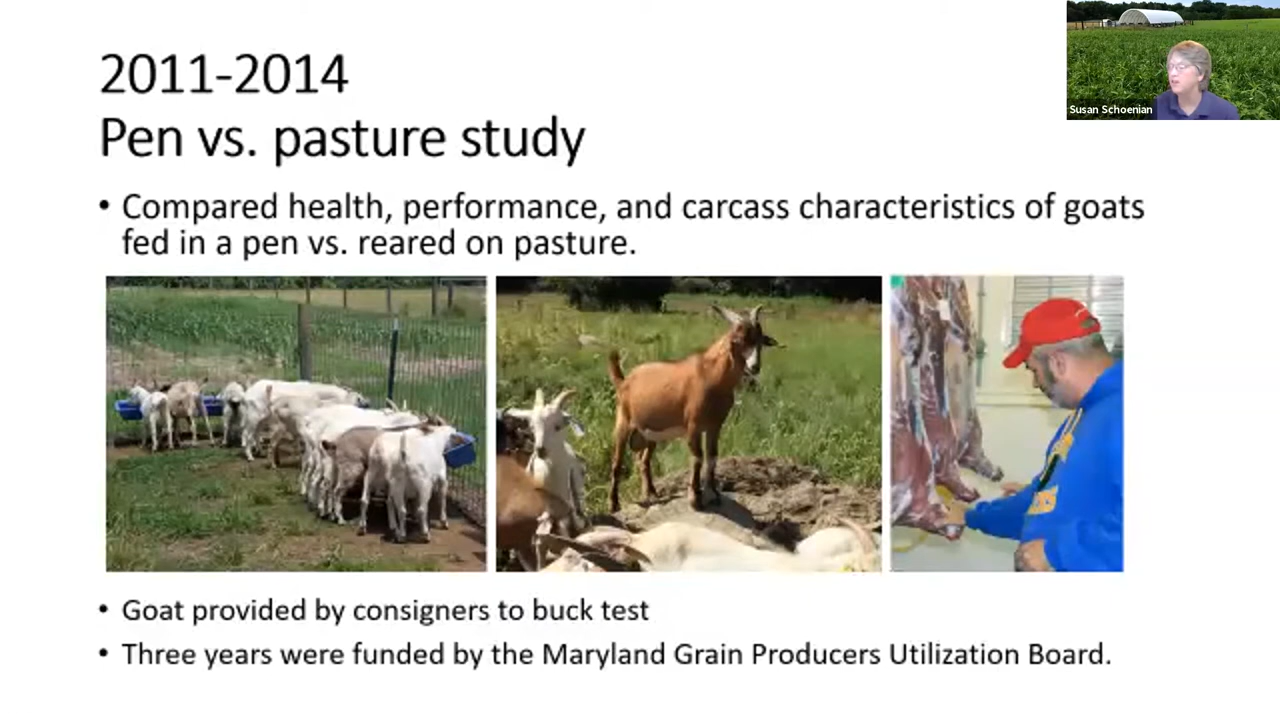 2011-2014
Pen vs. pasture study
• Compared health, performance, and carcass characteristics of goats
fed in a pen vs. reared on pasture.
• Goat provided by consigners to buck test
• Three years were funded by the Maryland Grain Producers Utilization Board.
Susan Schoenian